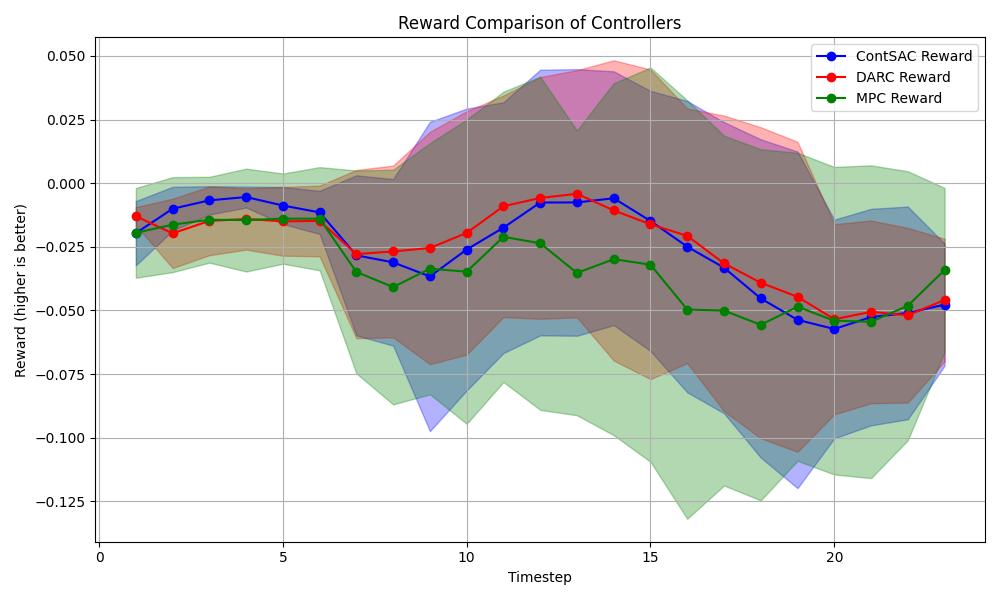 Reward Comparison of Controllers
ContSAC Reward
DARC Reward
MPC Reward
Reward (higher is better)
0.050
0.025
0.000
−0.025
−0.050
−0.075
−0.100
−0.125
0
5
10
15
20
Timestep